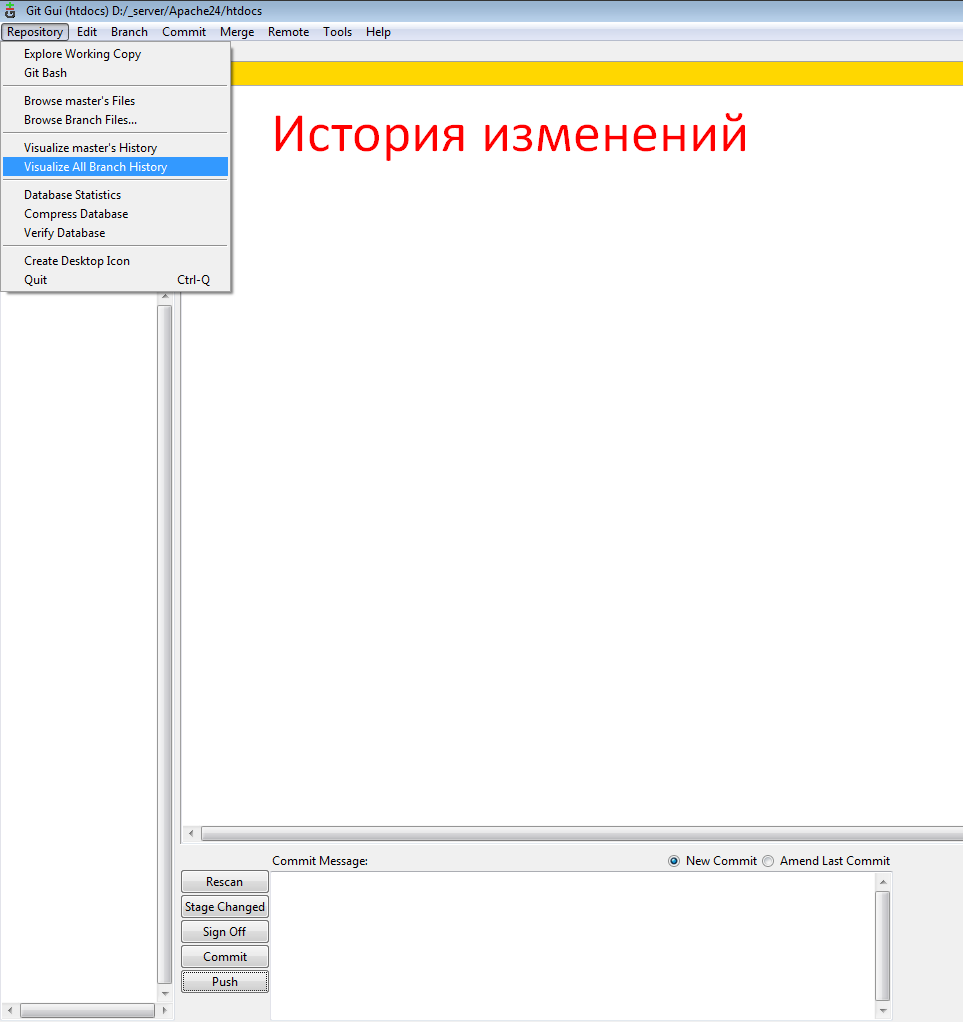 Git Gui (htdocs) D:/_server/Apache24/htdocs
Repository Edit Branch Commit Merge Remote Tools Help
Explore Working Copy
Git Bash
Browse master's Files
Browse Branch Files...
Visualize master's History
Visualize All Branch History
Database Statistics
Compress Database
Verify Database
Create Desktop Icon
Quit Ctrl-Q
История изменений
Commit Message: New Commit Amend Last Commit
Rescan
Stage Changed
Sign Off
Commit
Push